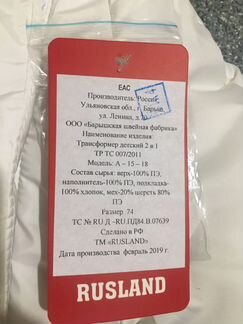 EAC
Производитель: Россия
Ульяновская обл., г. Барыш,
ул. Ленина, д.
ООО «Барышская швейная фабрика»
Наименование изделия
Трансформер детский 2 в 1
ТР ТС 007/2011
Модель: А – 15 - 18
Состав сырья: верх-100% ПЭ,
наполнитель-100% ПЭ, подкладка-
100% хлопок, мех-20% шерсть 80%
ПЭ
Размер 74
ТС № RU Д –RU.ПД84.В.07639
Сделано в РФ
ТМ «RUSLAND»
Дата производства февраль 2019 г.
RUSLAND